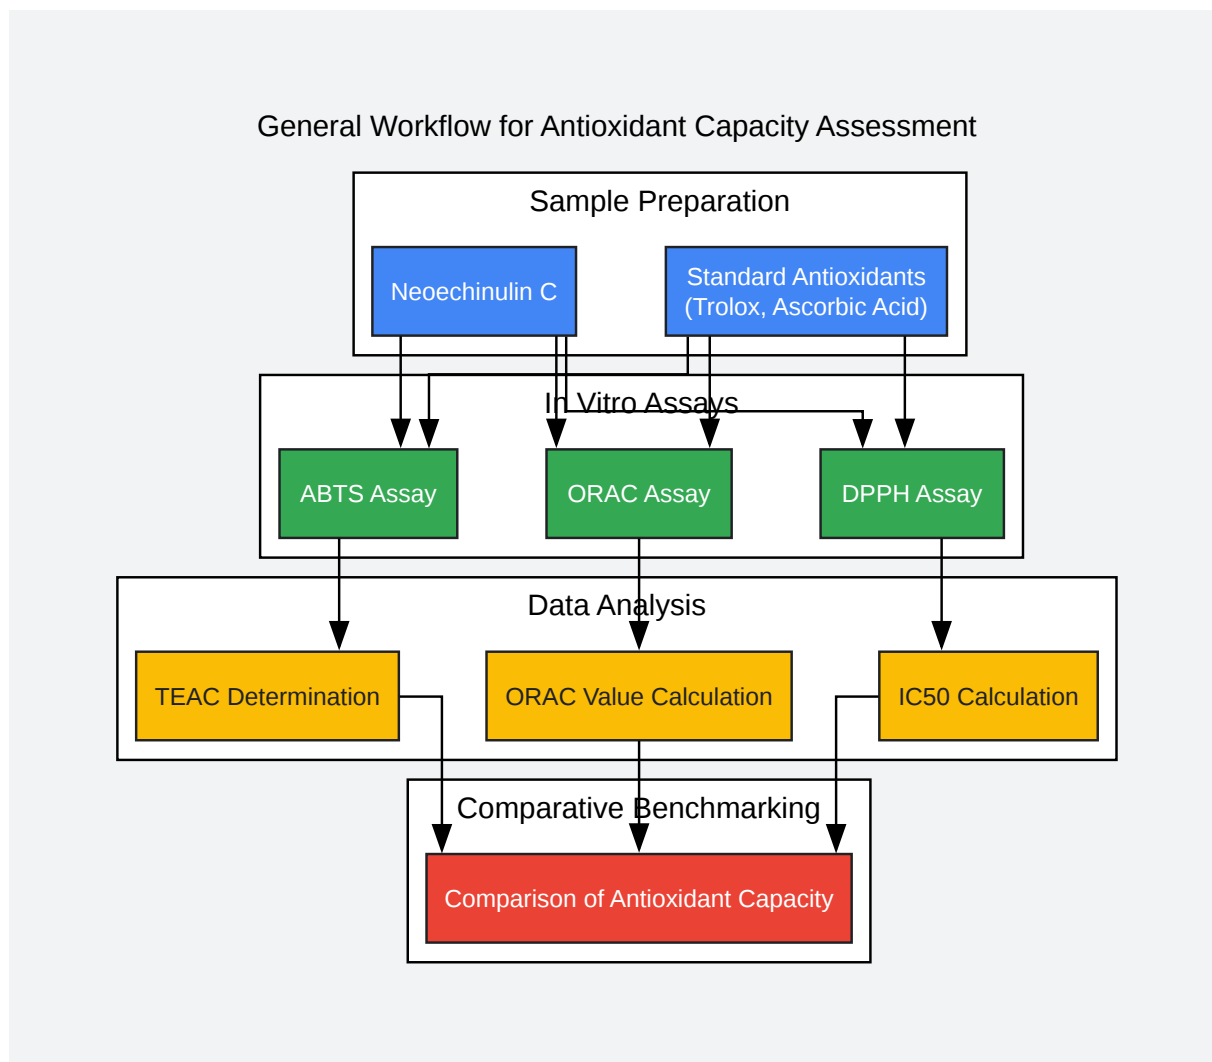 General Workflow for Antioxidant Capacity Assessment
Sample Preparation
Neoechinulin C
Standard Antioxidants
(Trolox, Ascorbic Acid)
In Vitro Assays
ABTS Assay
ORAC Assay
DPPH Assay
Data Analysis
TEAC Determination
ORAC Value Calculation
IC50 Calculation
Comparative Benchmarking
Comparison of Antioxidant Capacity